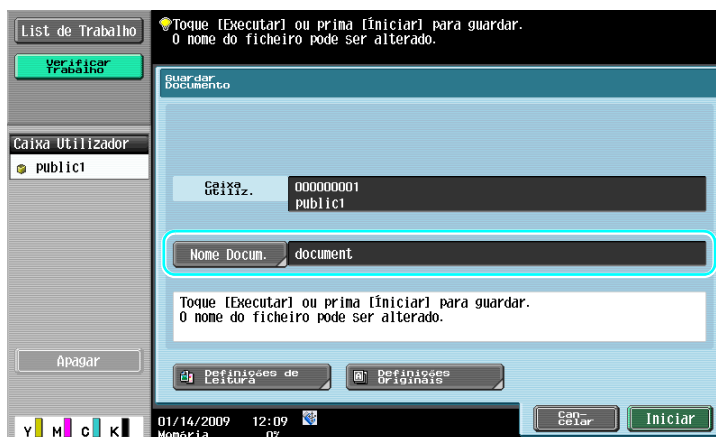 List de Trabalho
Verificar
Trabalho
Toque [Executar] ou prima [Iniciar] para guardar.
O nome do ficheiro pode ser alterado.
Guardar
Documento
Caixa Utilizador
public1
Caixa
utiliz.
000000001
public1
Nome Docum.
document
Toque [Executar] ou prima [Iniciar] para guardar.
O nome do ficheiro pode ser alterado.
Apagar
Definições de
Leitura
Definições
Originais
Can-
celar
Iniciar
01/14/2009 12:09
Memória 0%
Y M C K